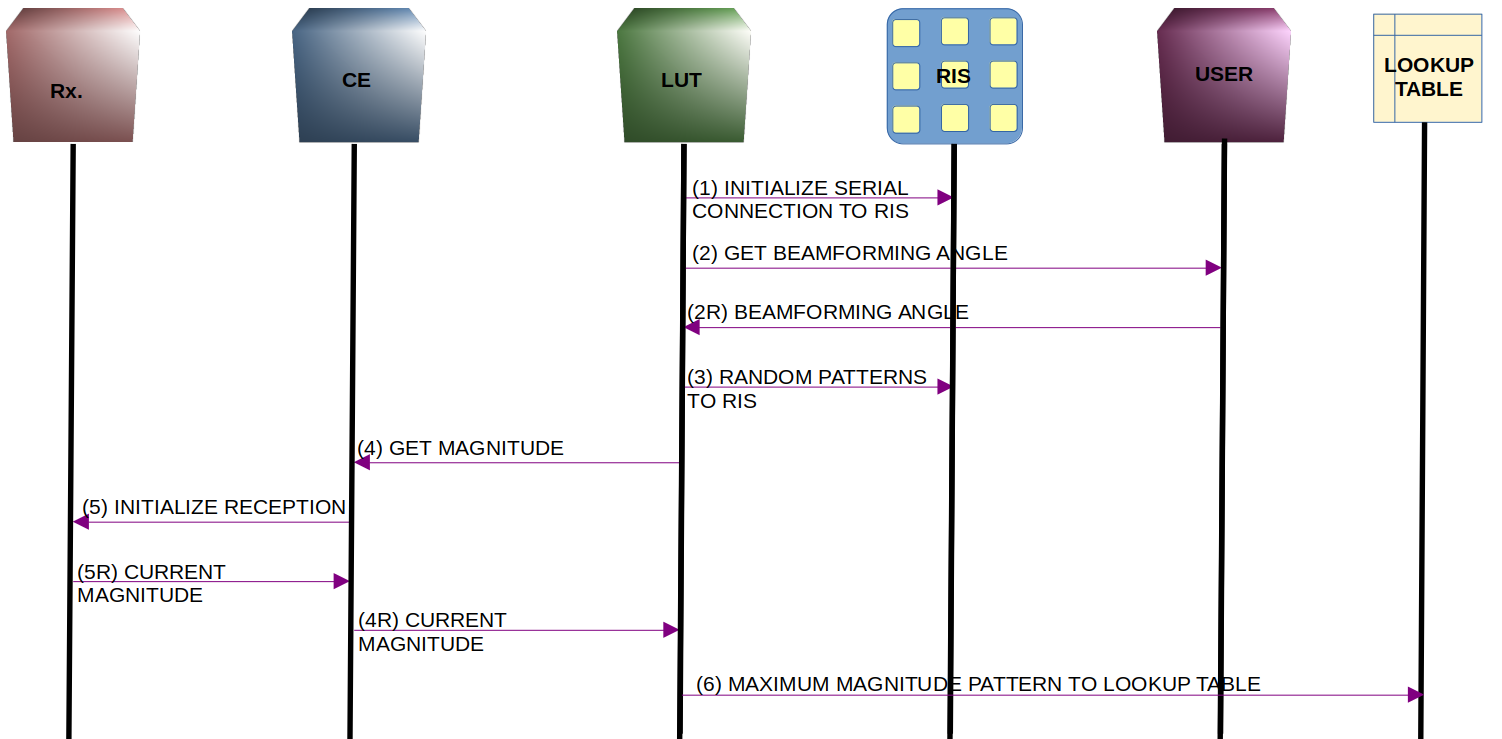 Rx.
CE
LUT
RIS
USER
LOOKUP
TABLE
(1) INITIALIZE SERIAL
CONNECTION TO RIS
(2) GET BEAMFORMING ANGLE
(2R) BEAMFORMING ANGLE
(3) RANDOM PATTERNS
TO RIS
(4) GET MAGNITUDE
(5) INITIALIZE RECEPTION
(5R) CURRENT
MAGNITUDE
(4R) CURRENT
MAGNITUDE
(6) MAXIMUM MAGNITUDE PATTERN TO LOOKUP TABLE